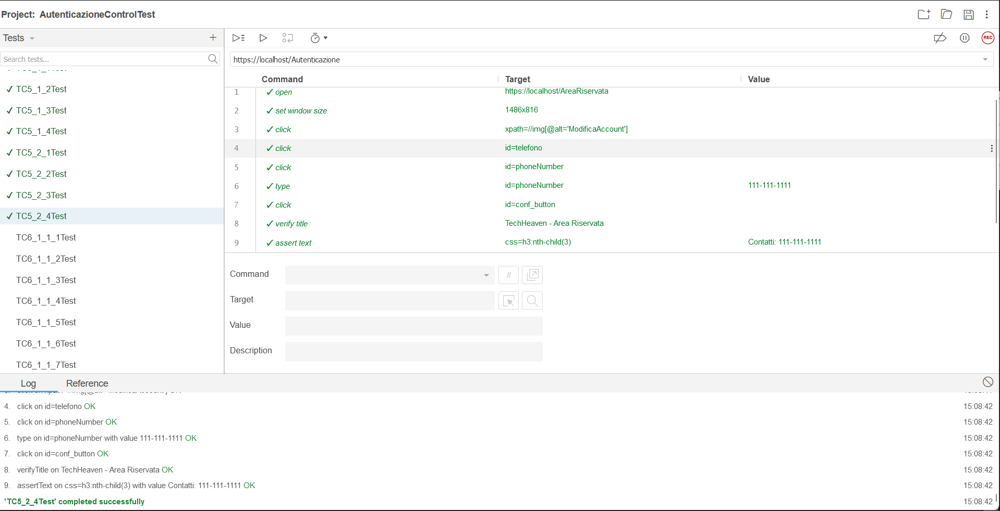 Project: AutenticazioneControlTest
Tests
Search tests...
TC5_1_2Test
TC5_1_3Test
TC5_1_4Test
TC5_2_1Test
TC5_2_2Test
TC5_2_3Test
TC5_2_4Test
TC6_1_1_1Test
TC6_1_1_2Test
TC6_1_1_3Test
TC6_1_1_4Test
TC6_1_1_5Test
TC6_1_1_6Test
TC6_1_1_7Test
REC
https://localhost/Autenticazione
Command Target Value
1 ✓ open https://localhost/AreaRiservata
2 ✓ set window size 1486x816
3 ✓ click xpath=//img[@alt='ModificaAccount']
4 ✓ click id=telefono
5 ✓ click id=phoneNumber
6 ✓ type id=phoneNumber 111-111-1111
7 ✓ click id=conf_button
8 ✓ verify title TechHeaven - Area Riservata
9 ✓ assert text css=h3:nth-child(3) Contatti: 111-111-1111
Command //
Target
Value
Description
Log Reference
4. click on id=telefono OK 15:08:42
5. click on id=phoneNumber OK 15:08:42
6. type on id=phoneNumber with value 111-111-1111 OK 15:08:42
7. click on id=conf_button OK 15:08:42
8. verifyTitle on TechHeaven - Area Riservata OK 15:08:42
9. assertText on css=h3:nth-child(3) with value Contatti: 111-111-1111 OK 15:08:42
'TC5_2_4Test' completed successfully 15:08:42